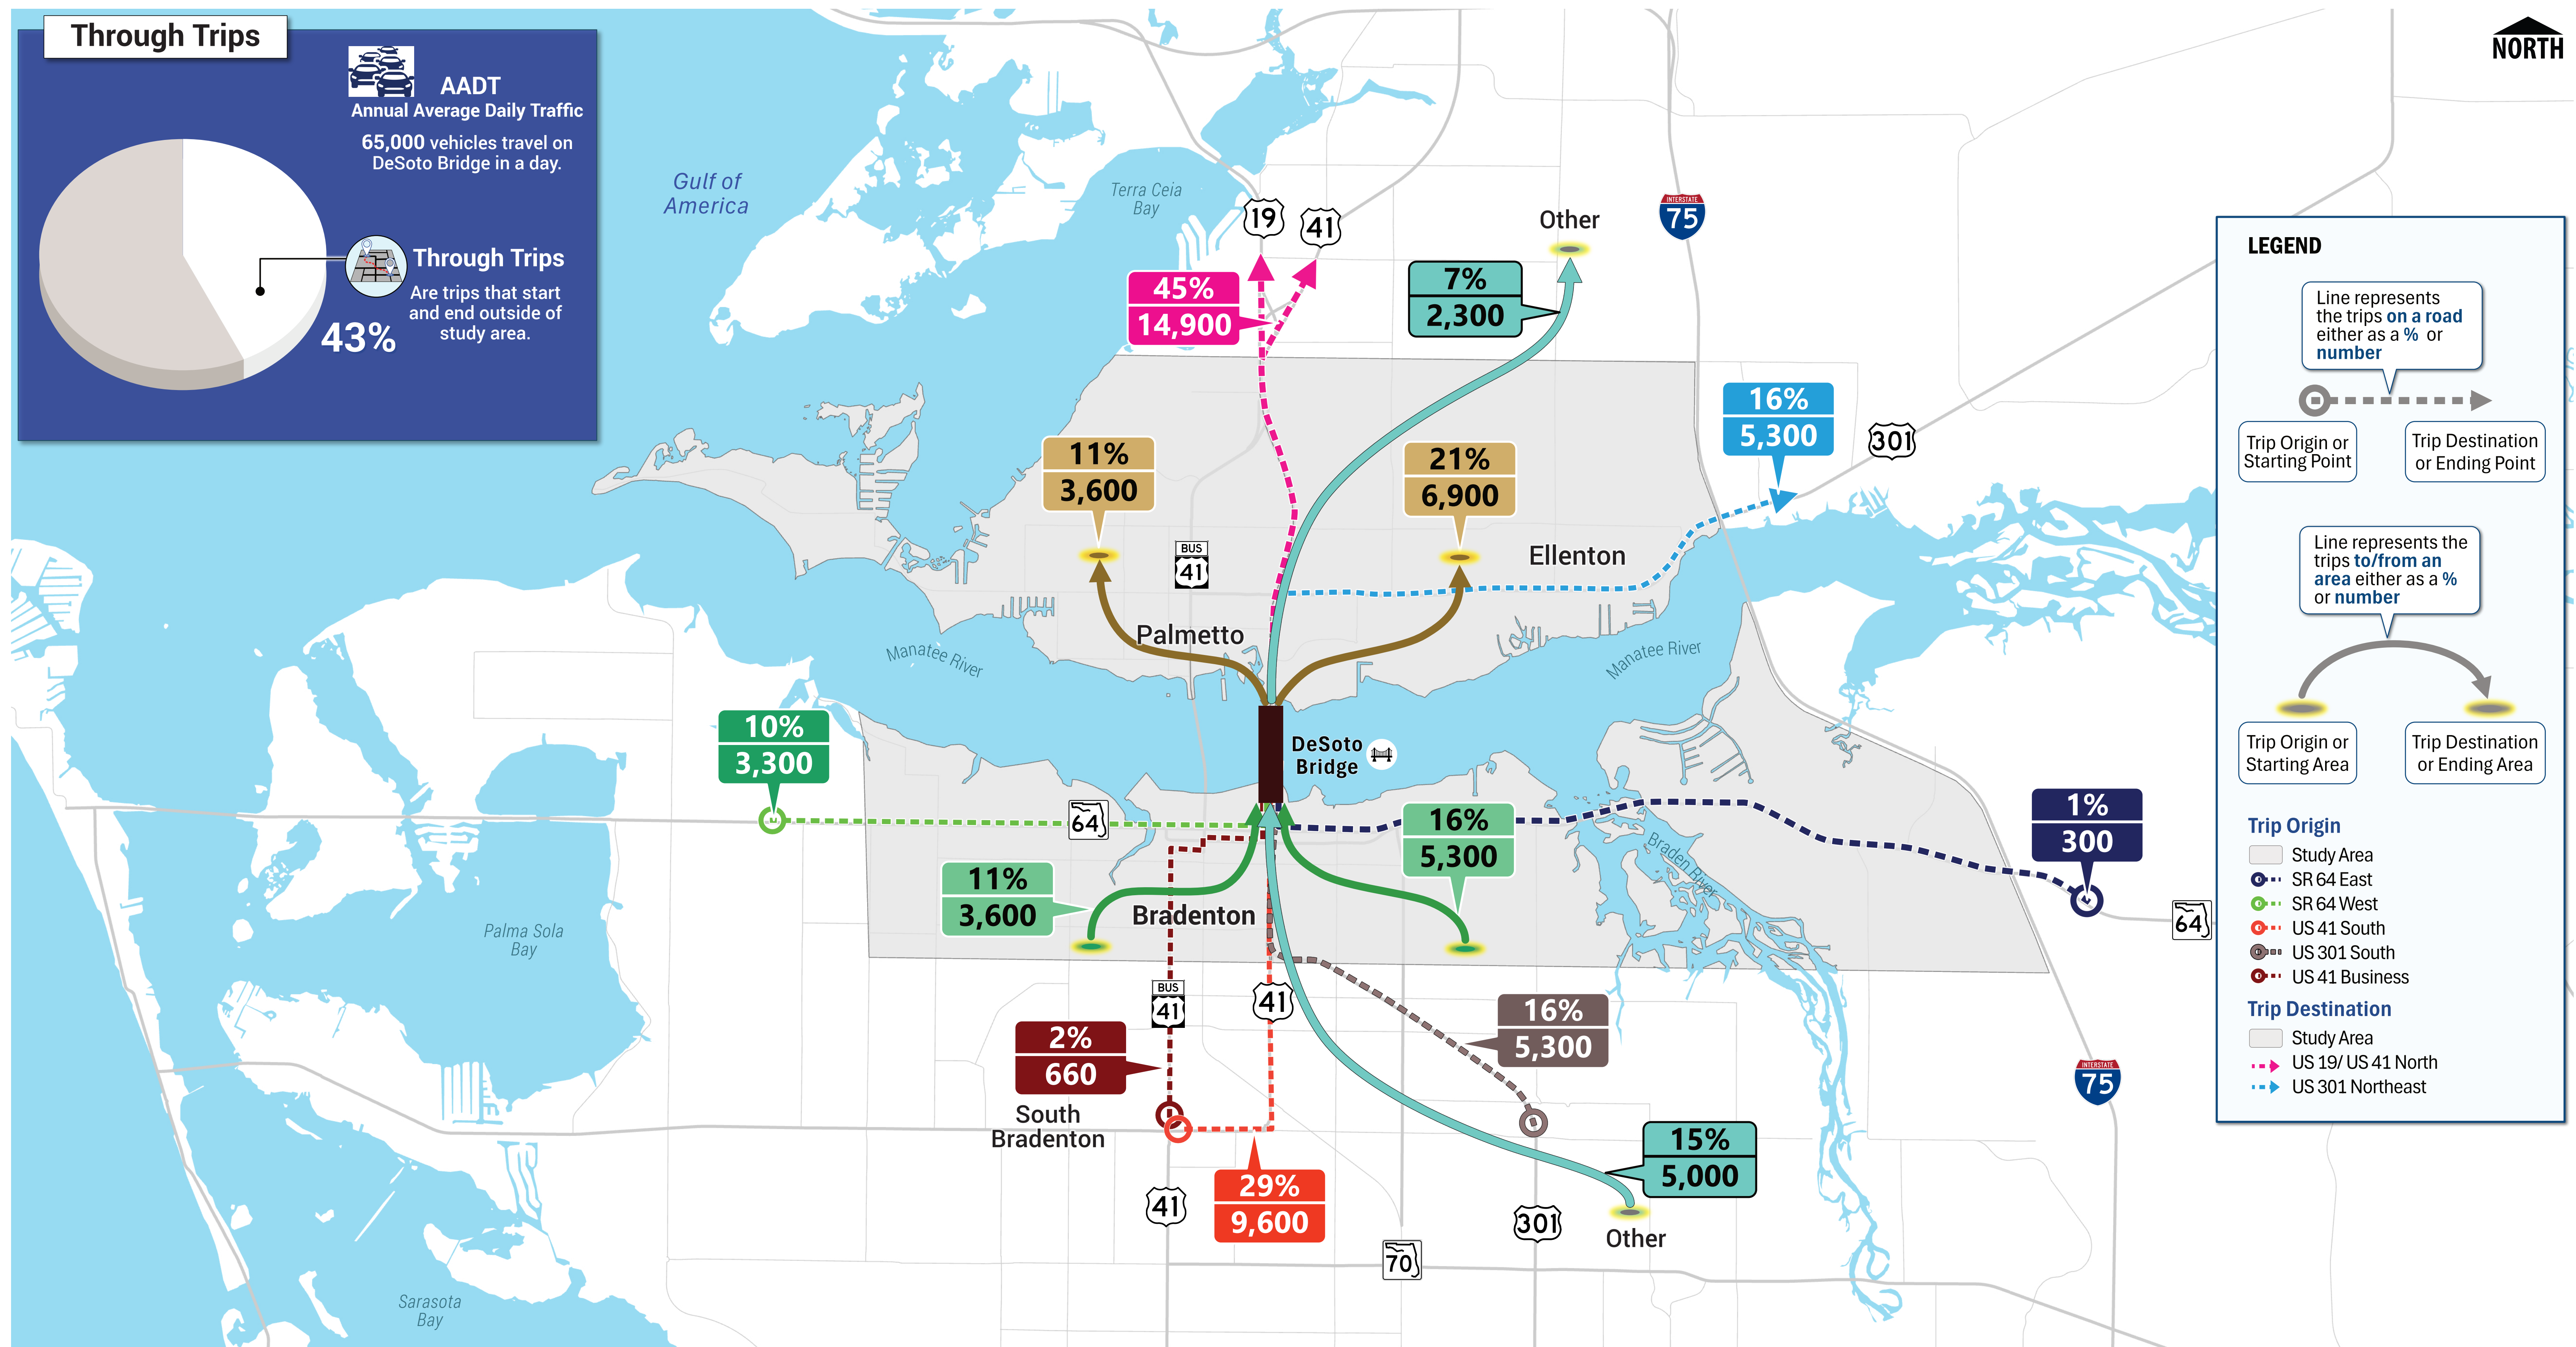 Through Trips
AADT
Annual Average Daily Traffic
65,000 vehicles travel on
DeSoto Bridge in a day.
Through Trips
Are trips that start
and end outside of
study area.
43%
NORTH
Gulf of
America
Terra Ceia
Bay
19
41
Other
INTERSTATE
75
45%
14,900
7%
2,300
16%
5,300
301
11%
3,600
21%
6,900
BUS
41
Ellenton
Palmetto
Manatee River
Manatee River
10%
3,300
DeSoto
Bridge
64
16%
5,300
1%
300
Braden River
11%
3,600
Bradenton
64
Palma Sola
Bay
BUS
41
41
16%
5,300
2%
660
South
Bradenton
INTERSTATE
75
15%
5,000
29%
9,600
41
301
Other
70
Sarasota
Bay
LEGEND
Line represents
the trips on a road
either as a % or
number
Trip Origin or
Starting Point
Trip Destination
or Ending Point
Line represents the
trips to/from an
area either as a %
or number
Trip Origin or
Starting Area
Trip Destination
or Ending Area
Trip Origin
Study Area
SR 64 East
SR 64 West
US 41 South
US 301 South
US 41 Business
Trip Destination
Study Area
US 19/ US 41 North
US 301 Northeast